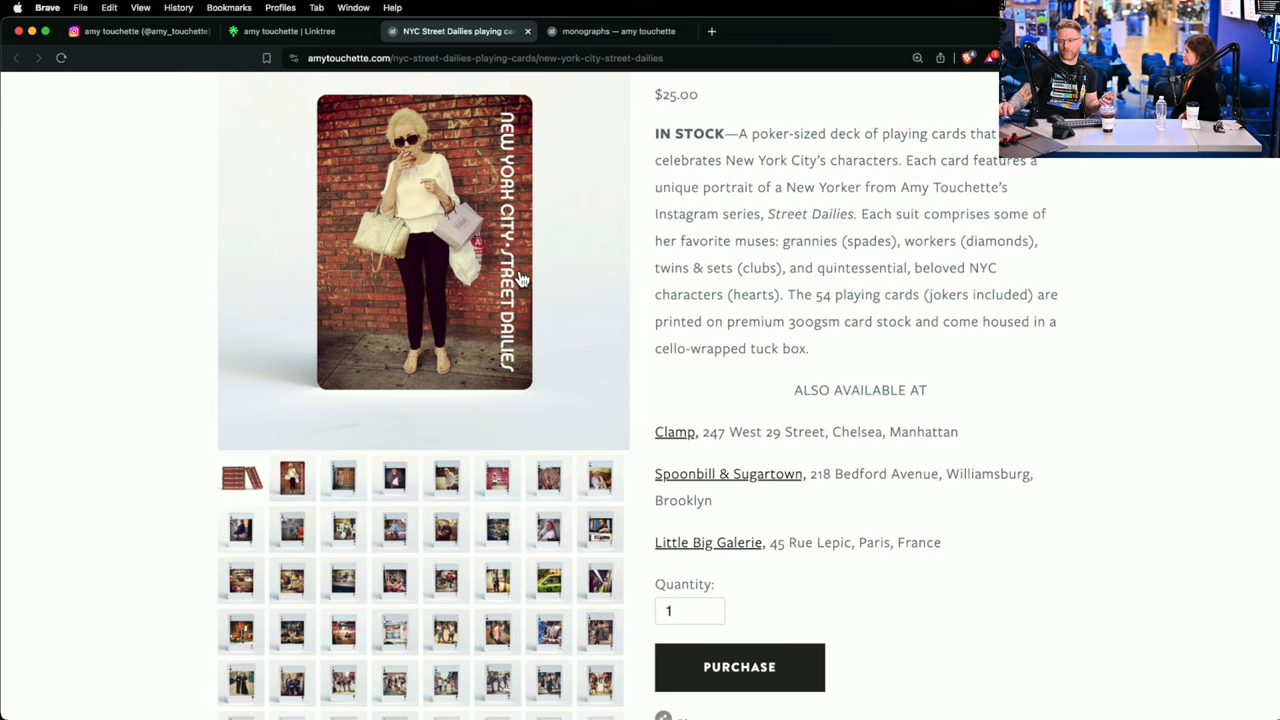 Brave File Edit View History Bookmarks Profiles Tab Window Help
amy touchette (@amy_touchette)
amy touchette | Linktree
NYC Street Dailies playing ca
monographs — amy touchette
amytouchette.com/nyc-street-dailies-playing-cards/new-york-city-street-dailies
NEW YORK CITY·STREET DAILIES
$25.00
IN STOCK—A poker-sized deck of playing cards that
celebrates New York City's characters. Each card features a
unique portrait of a New Yorker from Amy Touchette's
Instagram series, Street Dailies. Each suit comprises some of
her favorite muses: grannies (spades), workers (diamonds),
twins & sets (clubs), and quintessential, beloved NYC
characters (hearts). The 54 playing cards (jokers included) are
printed on premium 300gsm card stock and come housed in a
cello-wrapped tuck box.
ALSO AVAILABLE AT
Clamp, 247 West 29 Street, Chelsea, Manhattan
Spoonbill & Sugartown, 218 Bedford Avenue, Williamsburg,
Brooklyn
Little Big Galerie, 45 Rue Lepic, Paris, France
Quantity:
1
PURCHASE